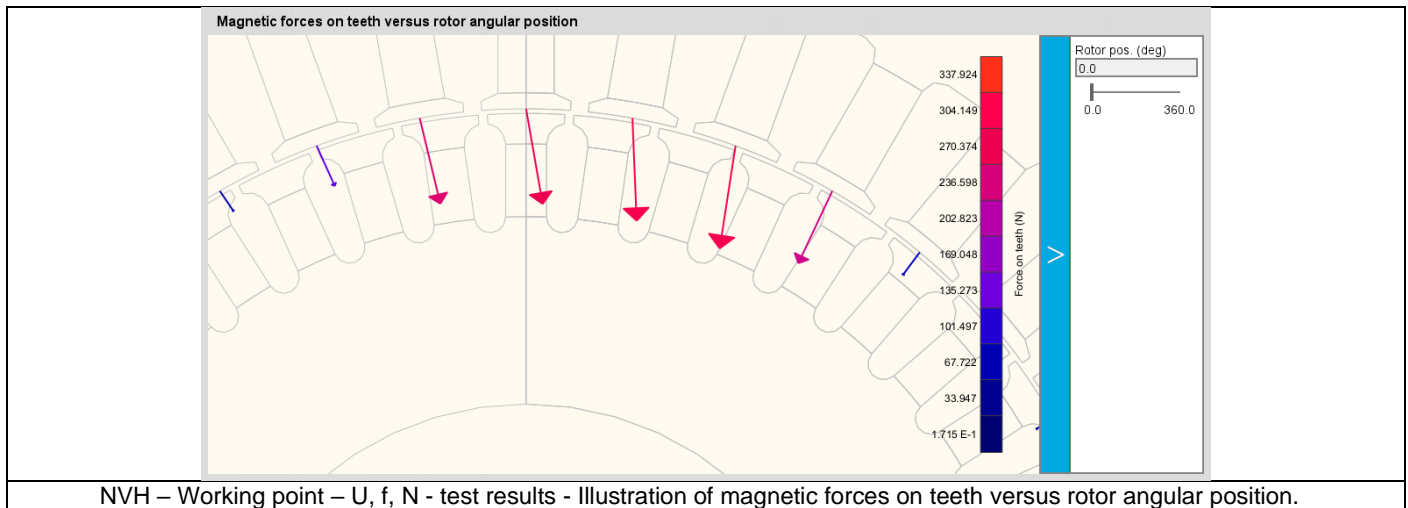 Magnetic forces on teeth versus rotor angular position
337.924
304.149
270.374
236.598
202.823
169.048
135.273
101.497
67.722
33.947
1.715 E-1
Force on teeth (N)
>
Rotor pos. (deg)
0.0
0.0 360.0
NVH – Working point – U, f, N - test results - Illustration of magnetic forces on teeth versus rotor angular position.